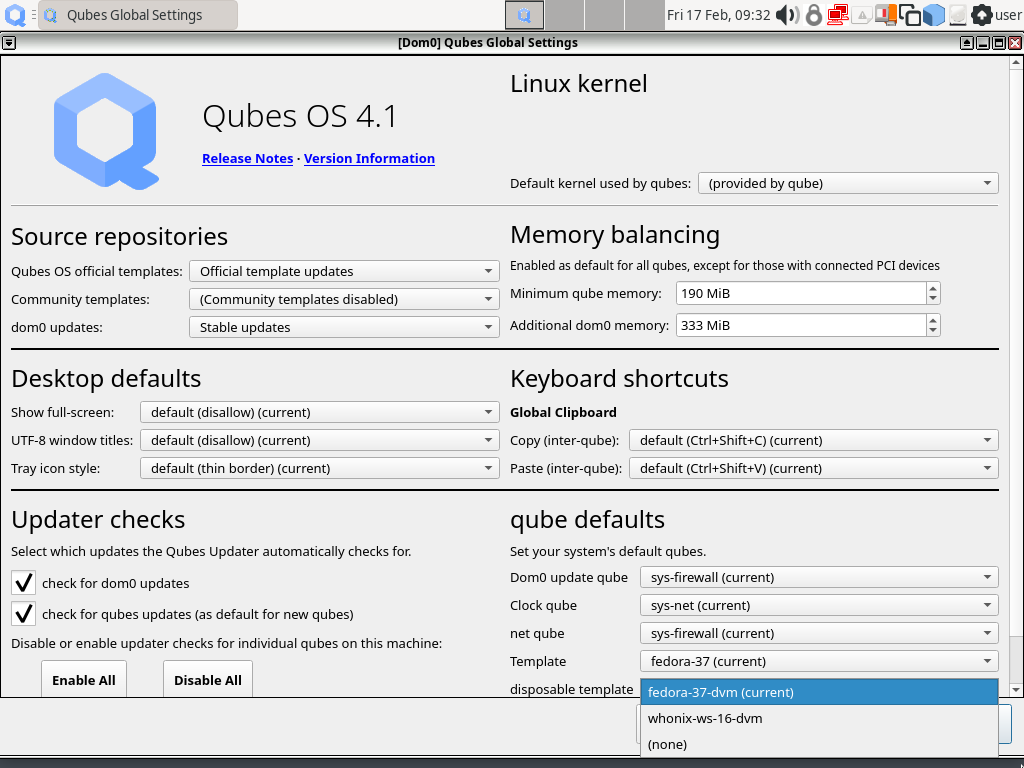 Qubes Global Settings
Fri 17 Feb, 09:32
user
[Dom0] Qubes Global Settings
Qubes OS 4.1
Release Notes · Version Information
Linux kernel
Default kernel used by qubes: (provided by qube)
Source repositories
Qubes OS official templates: Official template updates
Community templates: (Community templates disabled)
dom0 updates: Stable updates
Memory balancing
Enabled as default for all qubes, except for those with connected PCI devices
Minimum qube memory: 190 MiB
Additional dom0 memory: 333 MiB
Desktop defaults
Show full-screen: default (disallow) (current)
UTF-8 window titles: default (disallow) (current)
Tray icon style: default (thin border) (current)
Keyboard shortcuts
Global Clipboard
Copy (inter-qube): default (Ctrl+Shift+C) (current)
Paste (inter-qube): default (Ctrl+Shift+V) (current)
Updater checks
Select which updates the Qubes Updater automatically checks for.
check for dom0 updates
check for qubes updates (as default for new qubes)
Disable or enable updater checks for individual qubes on this machine:
Enable All Disable All
qube defaults
Set your system's default qubes.
Dom0 update qube sys-firewall (current)
Clock qube sys-net (current)
net qube sys-firewall (current)
Template fedora-37 (current)
disposable template fedora-37-dvm (current)
whonix-ws-16-dvm
(none)